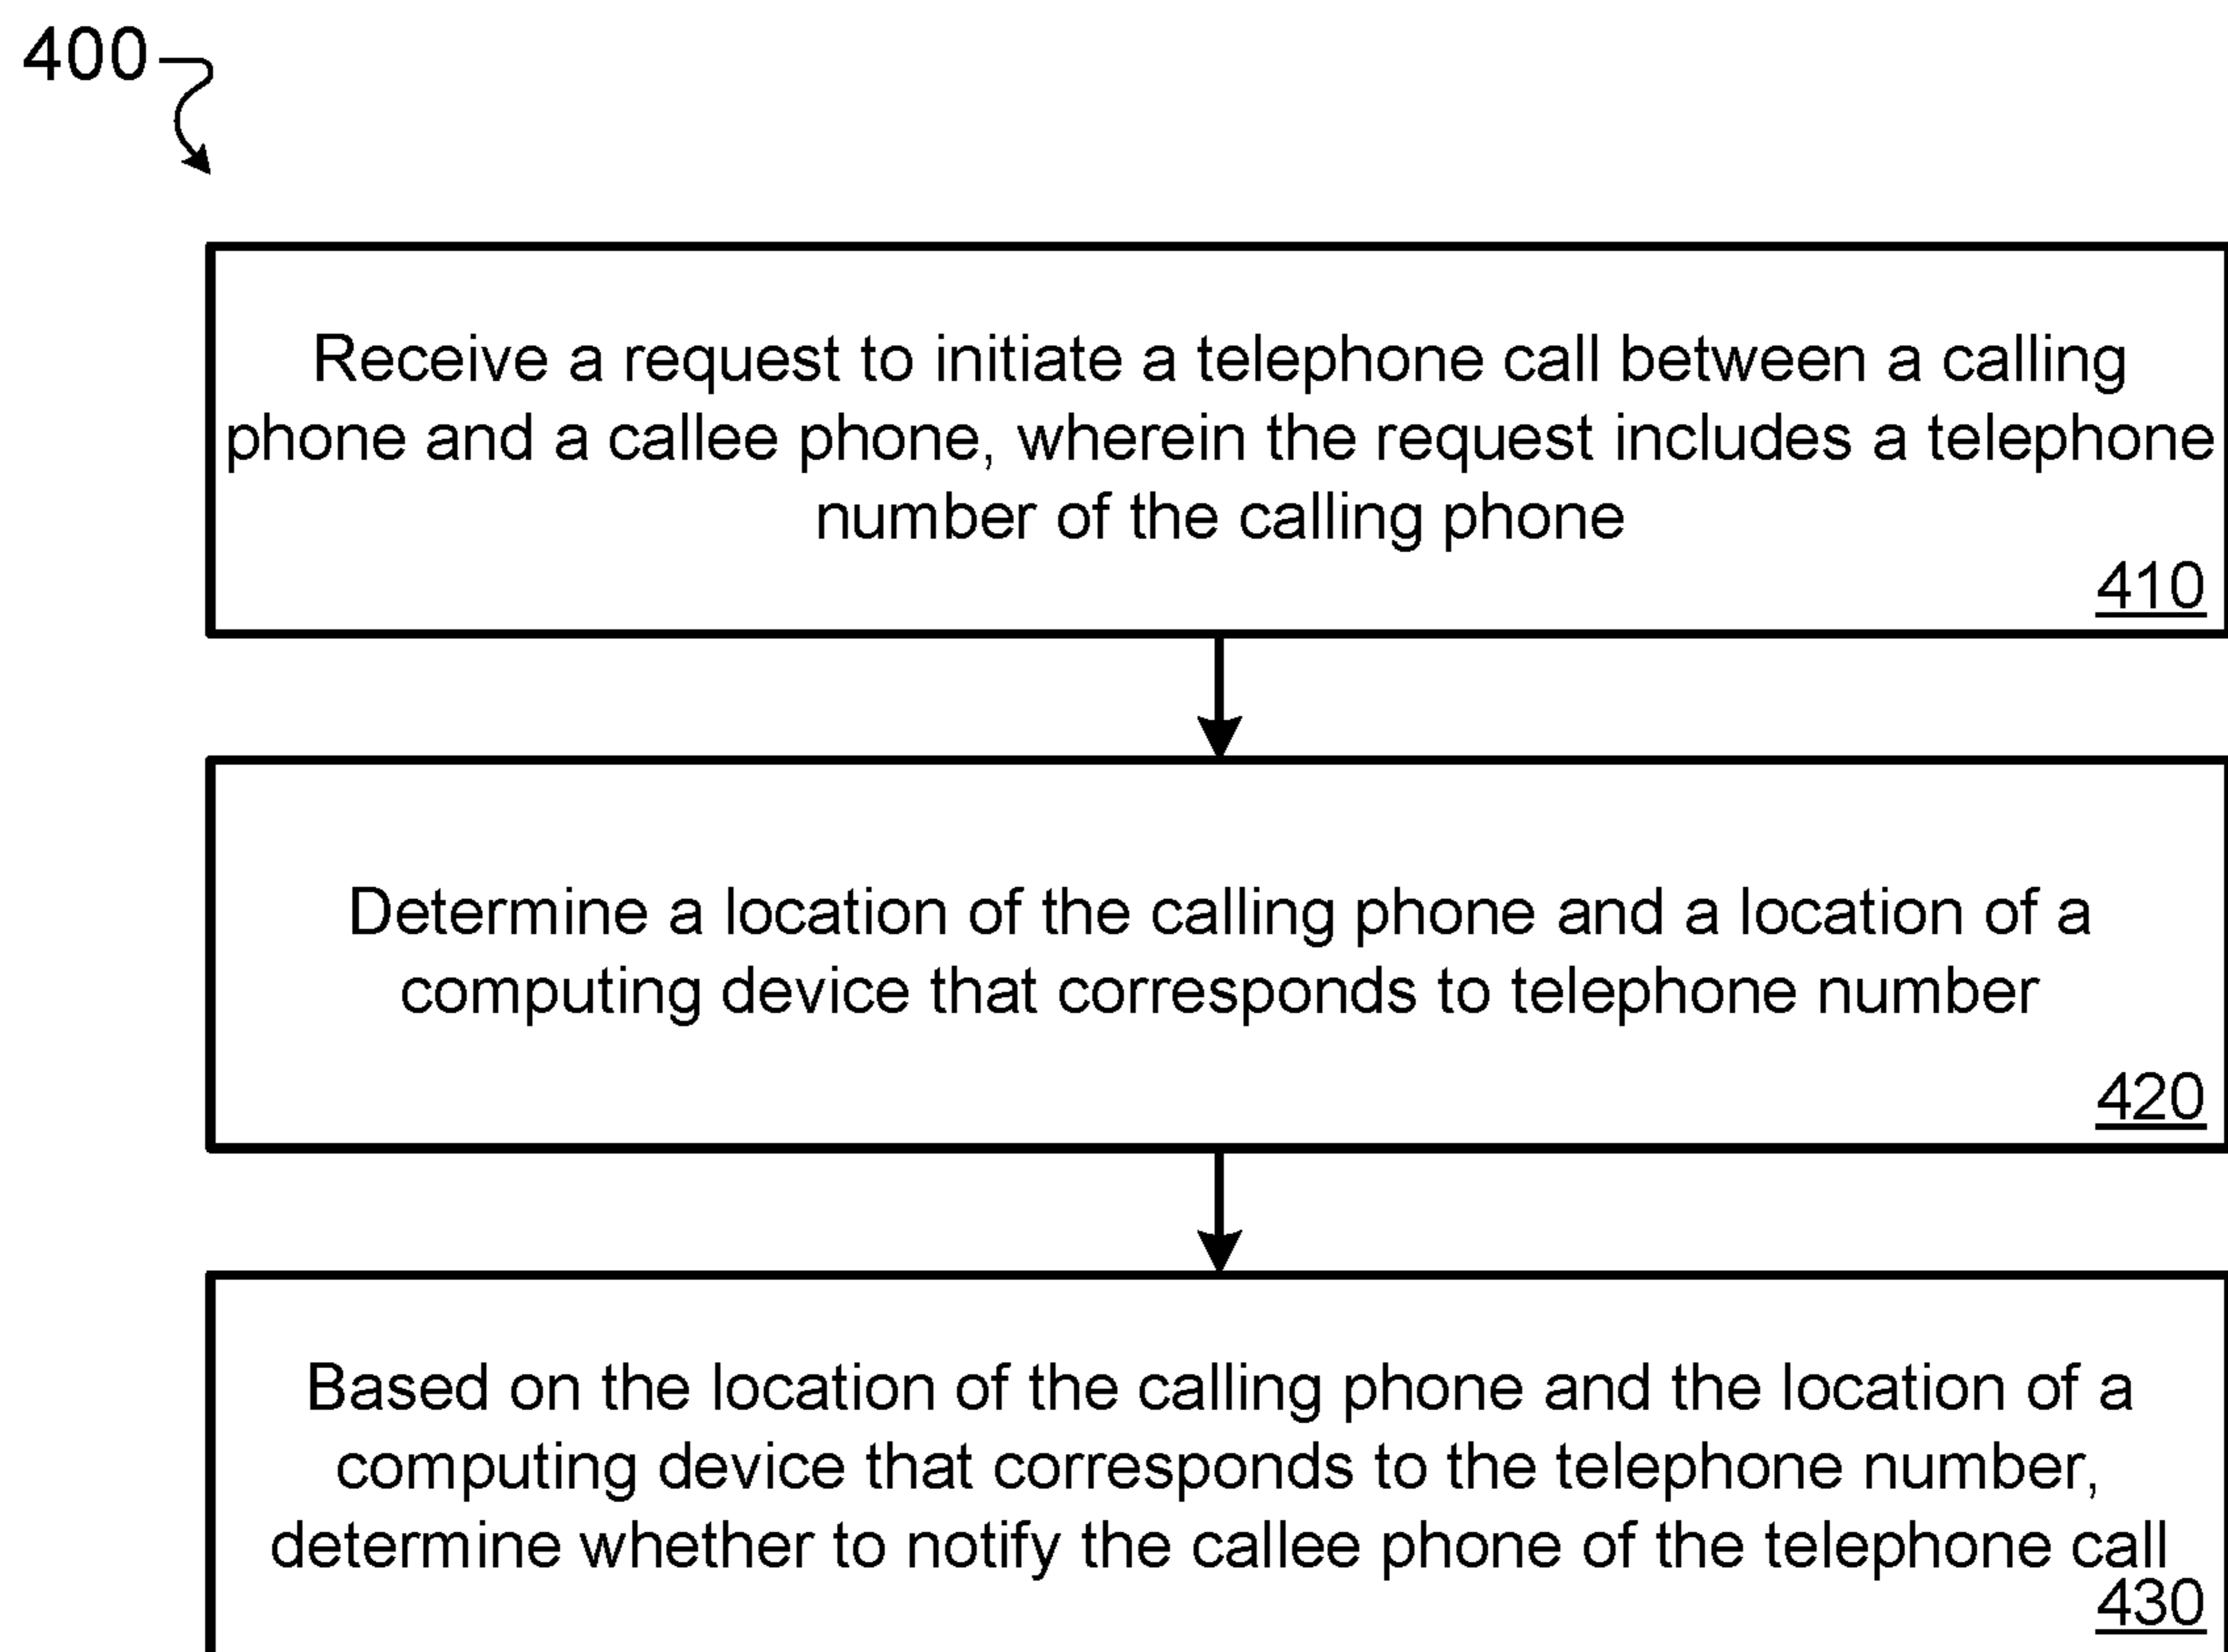 400
Receive a request to initiate a telephone call between a calling
phone and a callee phone, wherein the request includes a telephone
number of the calling phone
410
Determine a location of the calling phone and a location of a
computing device that corresponds to telephone number
420
Based on the location of the calling phone and the location of a
computing device that corresponds to the telephone number,
determine whether to notify the callee phone of the telephone call
430